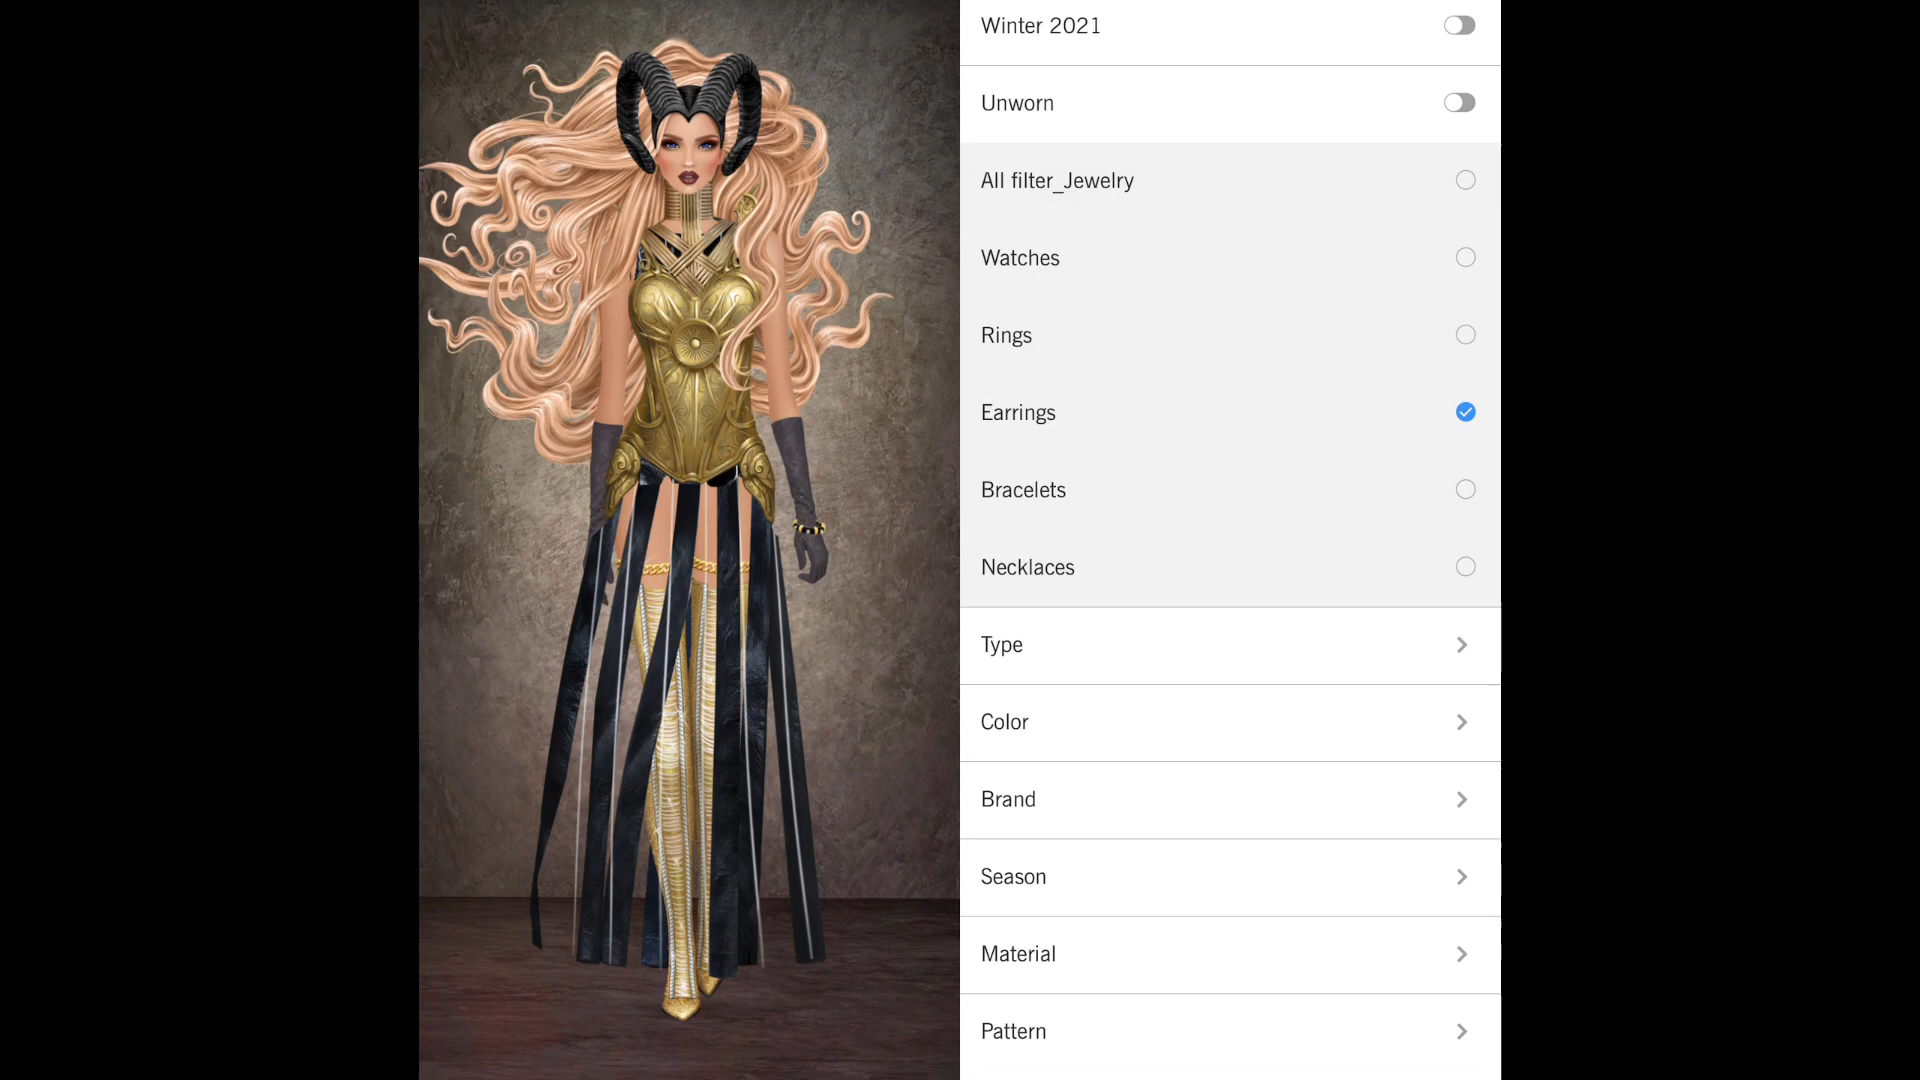 Winter 2021
Unworn
All filter_Jewelry
Watches
Rings
Earrings
Bracelets
Necklaces
Type
Color
Brand
Season
Material
Pattern